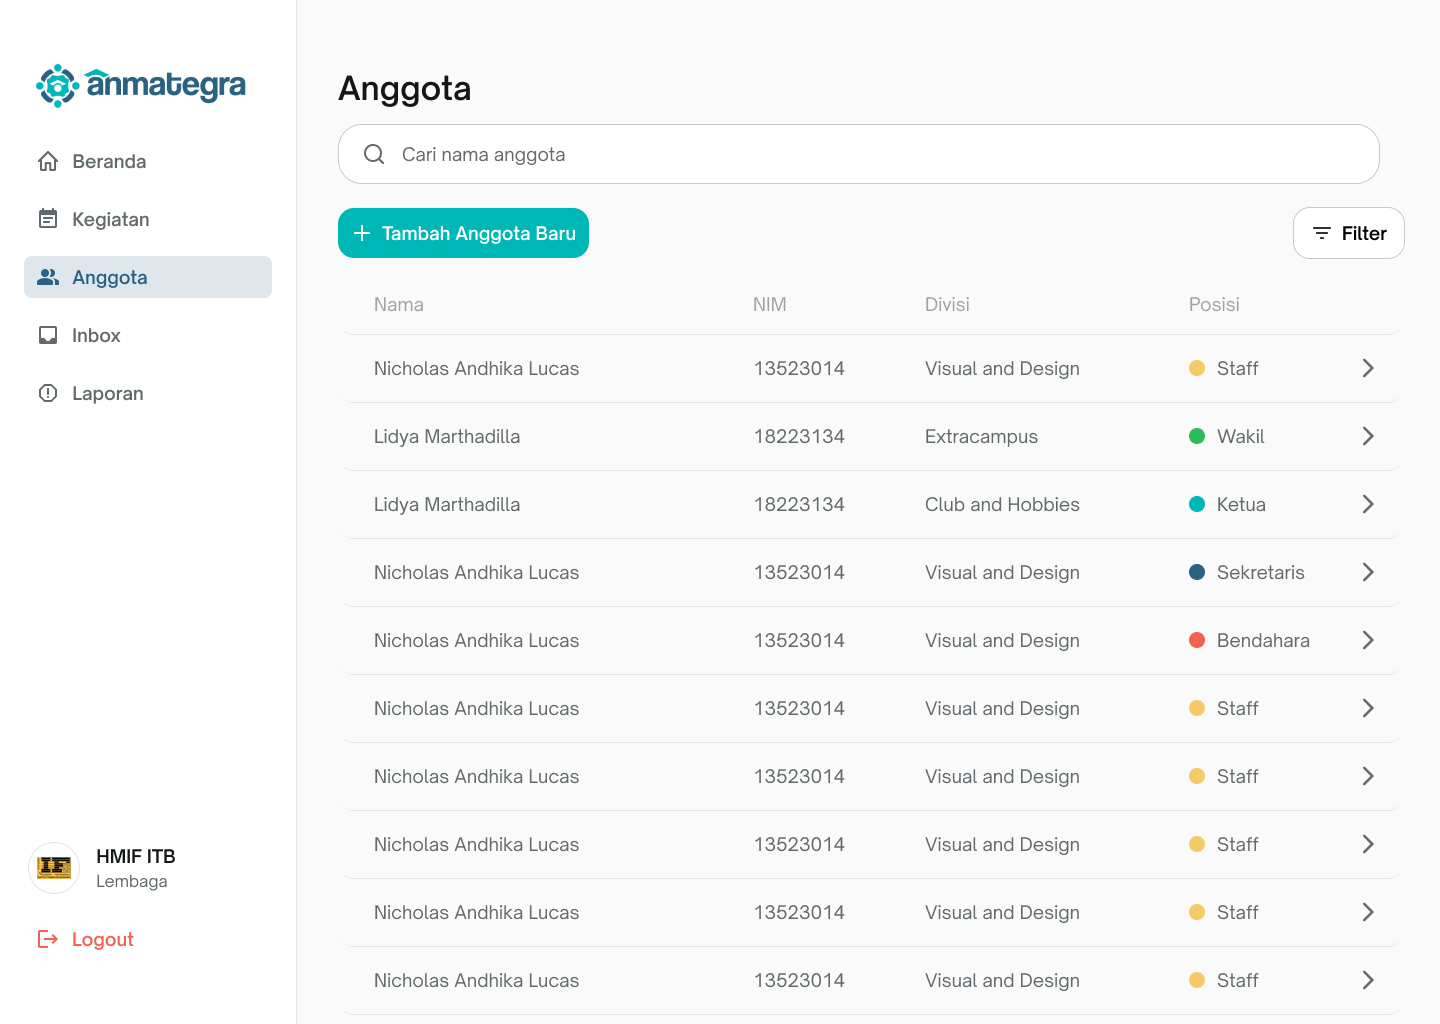 anmategra
Beranda
Kegiatan
Anggota
Inbox
Laporan
HMIF ITB
Lembaga
Logout
Anggota
Cari nama anggota
Tambah Anggota Baru
Filter
Nama NIM Divisi Posisi
Nicholas Andhika Lucas 13523014 Visual and Design Staff
Lidya Marthadilla 18223134 Extracampus Wakil
Lidya Marthadilla 18223134 Club and Hobbies Ketua
Nicholas Andhika Lucas 13523014 Visual and Design Sekretaris
Nicholas Andhika Lucas 13523014 Visual and Design Bendahara
Nicholas Andhika Lucas 13523014 Visual and Design Staff
Nicholas Andhika Lucas 13523014 Visual and Design Staff
Nicholas Andhika Lucas 13523014 Visual and Design Staff
Nicholas Andhika Lucas 13523014 Visual and Design Staff
Nicholas Andhika Lucas 13523014 Visual and Design Staff
IF